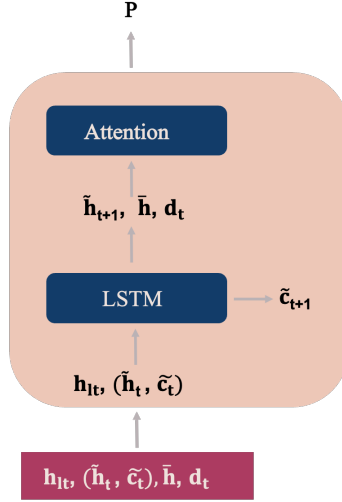 P
Attention
h̃ₜ₊₁, h̄, dₜ
LSTM
c̃ₜ₊₁
hₗₜ, (h̃ₜ, c̃ₜ)
hₗₜ, (h̃ₜ, c̃ₜ), h̄, dₜ